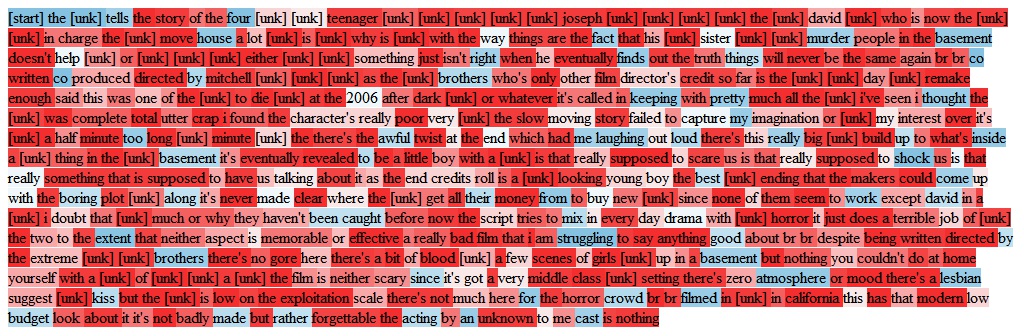 [start] the [unk] tells the story of the four [unk] [unk] teenager [unk] [unk] [unk] [unk] [unk] joseph [unk] [unk] [unk] [unk] the [unk] david [unk] who is now the [unk]
[unk] in charge the [unk] move house a lot [unk] is [unk] why is [unk] with the way things are the fact that his [unk] sister [unk] [unk] murder people in the basement
doesn't help [unk] or [unk] [unk] [unk] either [unk] [unk] something just isn't right when he eventually finds out the truth things will never be the same again br br co
written co produced directed by mitchell [unk] [unk] [unk] as the [unk] brothers who's only other film director's credit so far is the [unk] [unk] day [unk] remake
enough said this was one of the [unk] to die [unk] at the 2006 after dark [unk] or whatever it's called in keeping with pretty much all the [unk] i've seen i thought the
[unk] was complete total utter crap i found the character's really poor very [unk] the slow moving story failed to capture my imagination or [unk] my interest over it's
[unk] a half minute too long [unk] minute [unk] the there's the awful twist at the end which had me laughing out loud there's this really big [unk] build up to what's inside
a [unk] thing in the [unk] basement it's eventually revealed to be a little boy with a [unk] is that really supposed to scare us is that really supposed to shock us is that
really something that is supposed to have us talking about it as the end credits roll is a [unk] looking young boy the best [unk] ending that the makers could come up
with the boring plot [unk] along it's never made clear where the [unk] get all their money from to buy new [unk] since none of them seem to work except david in a
[unk] i doubt that [unk] much or why they haven't been caught before now the script tries to mix in every day drama with [unk] horror it just does a terrible job of [unk]
the two to the extent that neither aspect is memorable or effective a really bad film that i am struggling to say anything good about br br despite being written directed by
the extreme [unk] [unk] brothers there's no gore here there's a bit of blood [unk] a few scenes of girls [unk] up in a basement but nothing you couldn't do at home
yourself with a [unk] of [unk] [unk] a [unk] the film is neither scary since it's got a very middle class [unk] setting there's zero atmosphere or mood there's a lesbian
suggest [unk] kiss but the [unk] is low on the exploitation scale there's not much here for the horror crowd br br filmed in [unk] in california this has that modern low
budget look about it it's not badly made but rather forgettable the acting by an unknown to me cast is nothing